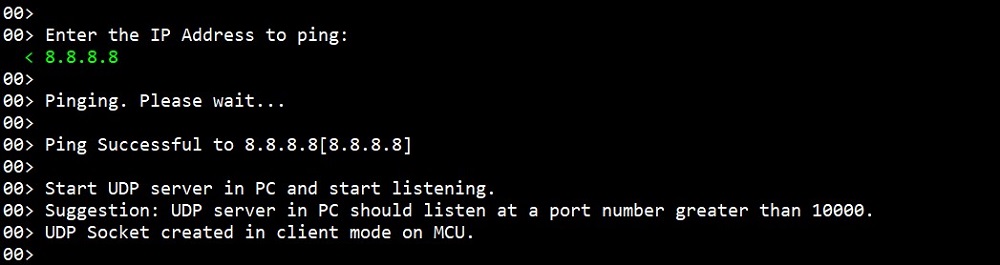 00>
00> Enter the IP Address to ping:
< 8.8.8.8
00>
00> Pinging. Please wait...
00>
00> Ping Successful to 8.8.8.8[8.8.8.8]
00>
00> Start UDP server in PC and start listening.
00> Suggestion: UDP server in PC should listen at a port number greater than 10000.
00> UDP Socket created in client mode on MCU.
00>